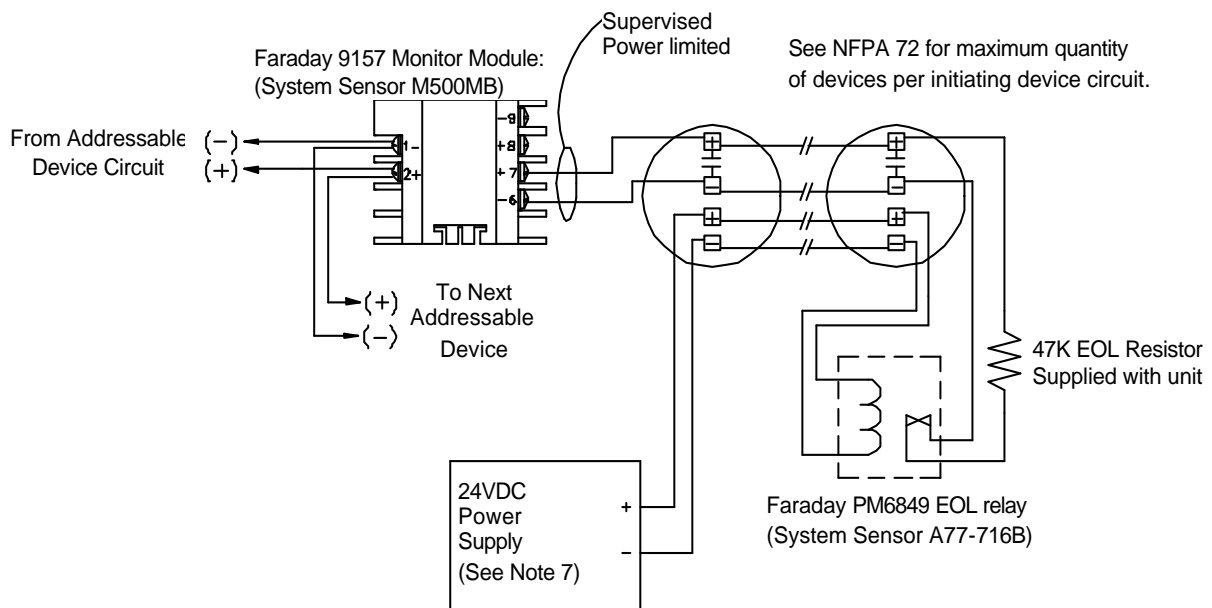 Supervised
Power limited
See NFPA 72 for maximum quantity
of devices per initiating device circuit.
Faraday 9157 Monitor Module:
(System Sensor M500MB)
From Addressable
Device Circuit
(−)
(+)
1-
2+
-9
+8
+7
-6
+
+
−
−
+
+
−
−
(+)
(−)
To Next
Addressable
Device
47K EOL Resistor
Supplied with unit
24VDC
Power
Supply
(See Note 7)
+
−
Faraday PM6849 EOL relay
(System Sensor A77-716B)